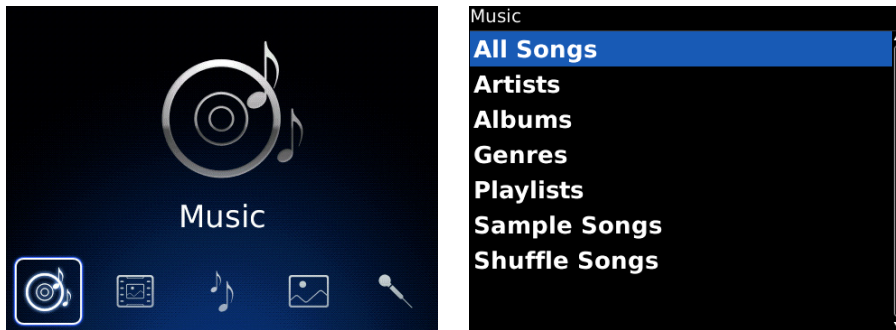 Music
Music
All Songs
Artists
Albums
Genres
Playlists
Sample Songs
Shuffle Songs